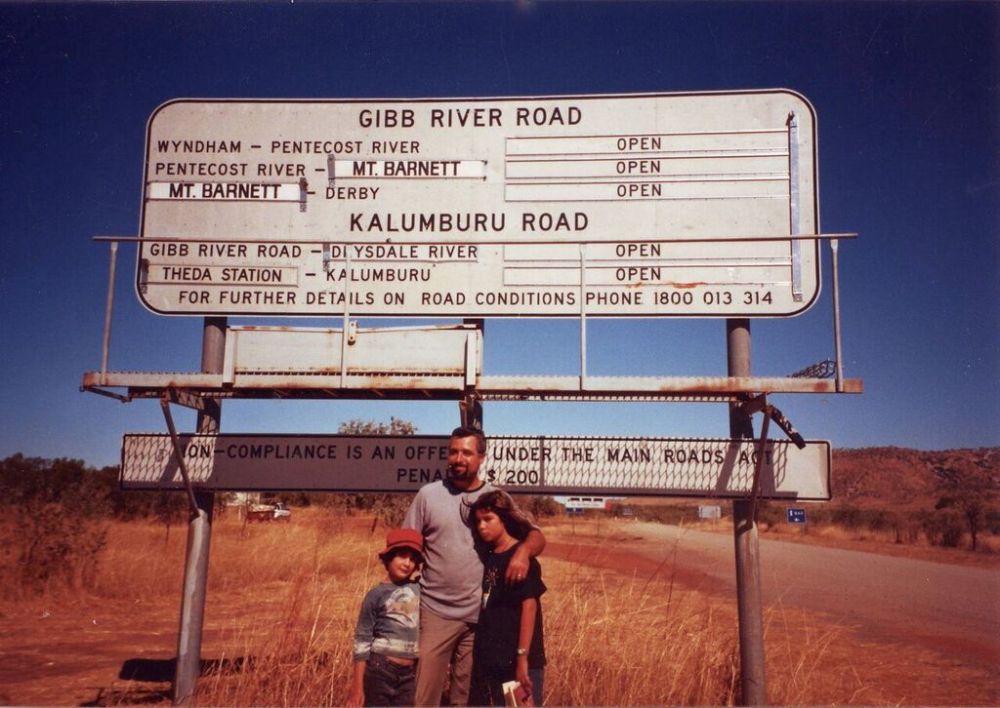 GIBB RIVER ROAD
WYNDHAM – PENTECOST RIVER OPEN
PENTECOST RIVER – MT. BARNETT OPEN
MT. BARNETT – DERBY OPEN
KALUMBURU ROAD
GIBB RIVER ROAD – DRYSDALE RIVER OPEN
THEDA STATION – KALUMBURU OPEN
FOR FURTHER DETAILS ON ROAD CONDITIONS PHONE 1800 013 314
NON-COMPLIANCE IS AN OFFENCE UNDER THE MAIN ROADS ACT
PENALTY $ 200